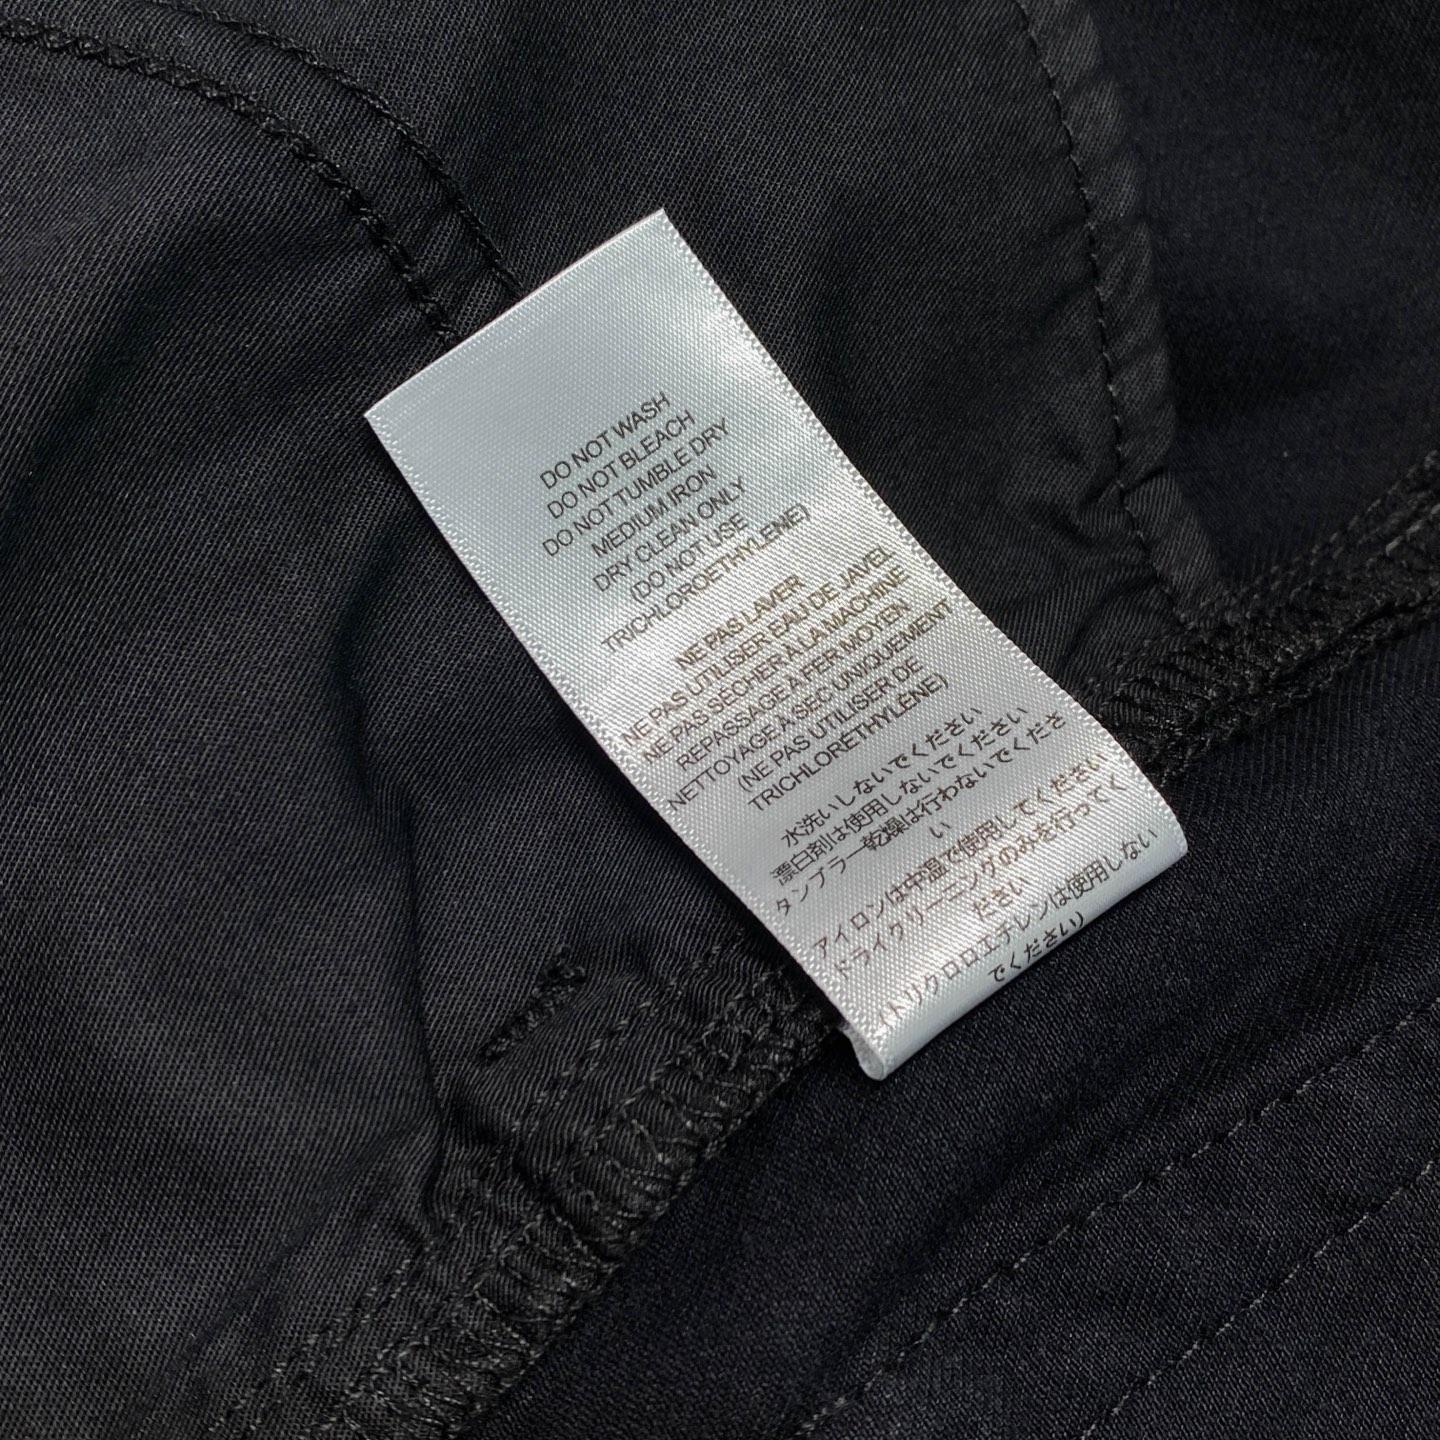 DO NOT WASH
DO NOT BLEACH
DO NOT TUMBLE DRY
MEDIUM IRON
DRY CLEAN ONLY
(DO NOT USE
TRICHLOROETHYLENE)
NE PAS LAVER
NE PAS UTILISER EAU DE JAVEL
NE PAS SÉCHER À LA MACHINE
REPASSAGE A FER MOYEN
NETTOYAGE À SEC UNIQUEMENT
(NE PAS UTILISER DE
TRICHLORETHYLÈNE)
水洗いしないでください
漂白剤は使用しないでください
タンブラー乾燥は行わないでくださ
い
アイロンは中温で使用してください
ドライクリーニングのみを行ってく
ださい
(トリクロロエチレンは使用しない
でください)